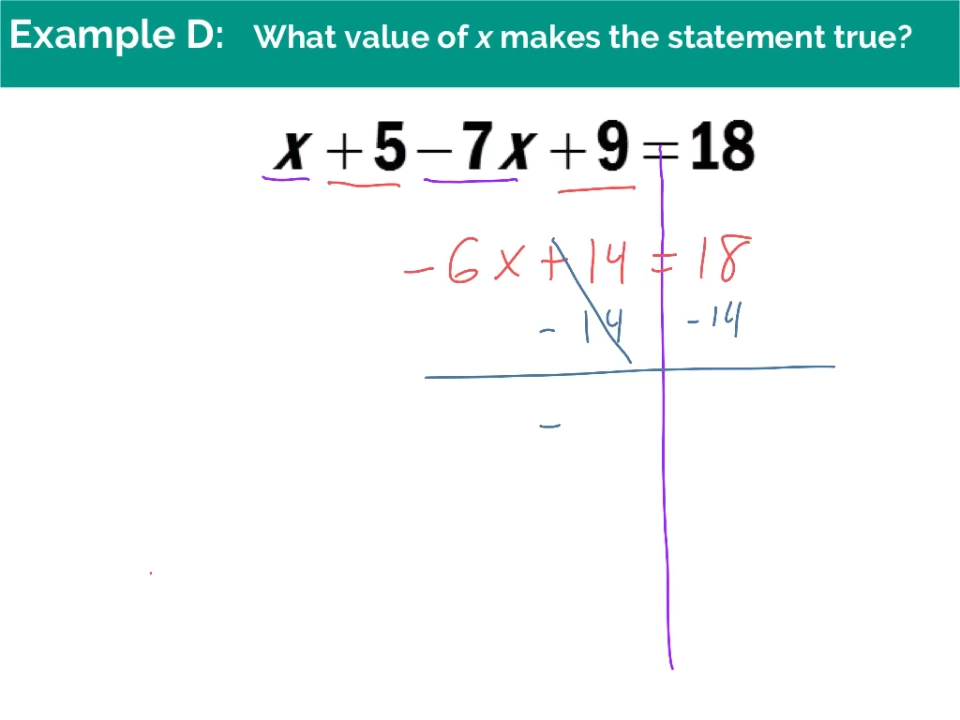 Example D: What value of x makes the statement true?
x + 5 − 7x + 9 = 18
- 6x + 14 = 18
- 14 - 14
-